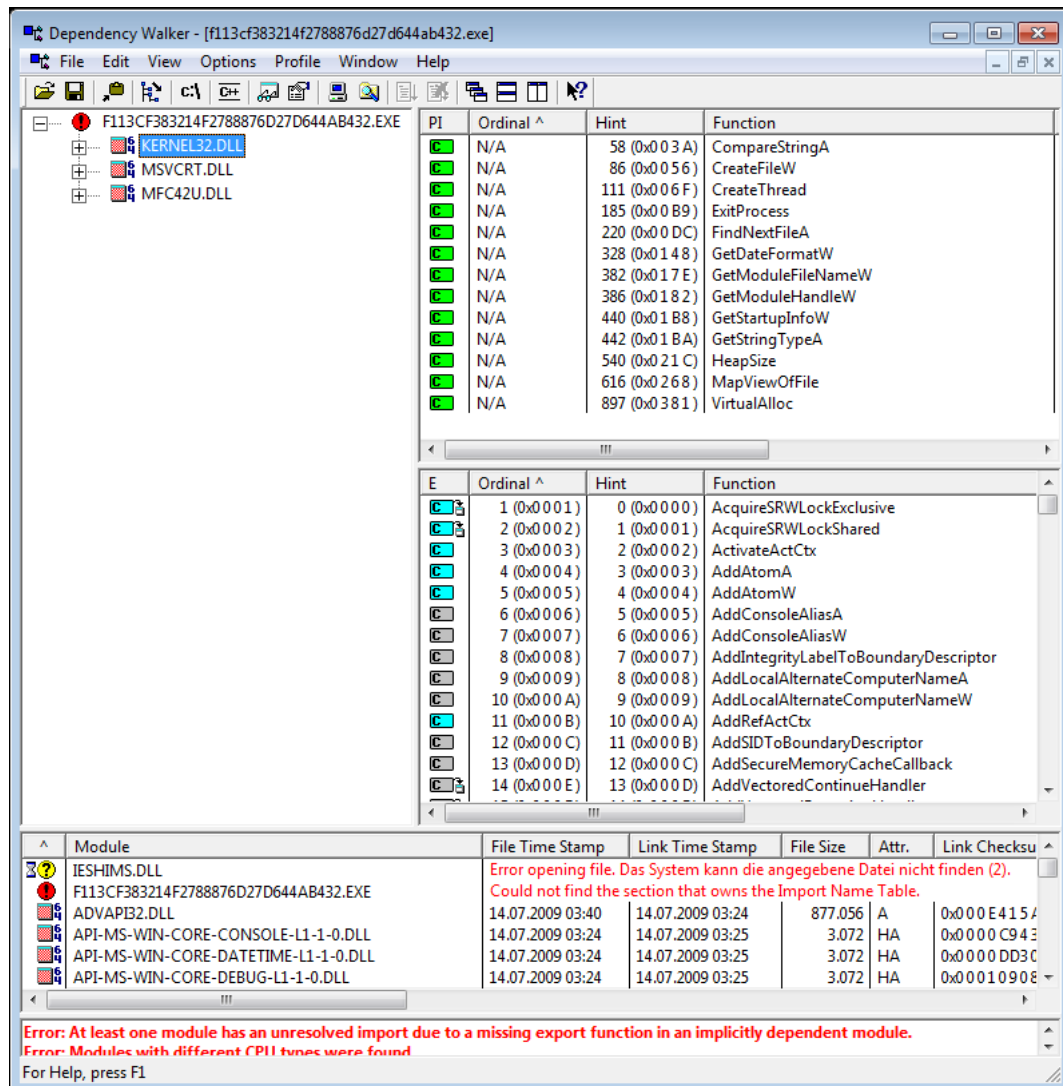 Dependency Walker - [f113cf383214f2788876d27d644ab432.exe]
File Edit View Options Profile Window Help
F113CF383214F2788876D27D644AB432.EXE
KERNEL32.DLL
MSVCRT.DLL
MFC42U.DLL
PI Ordinal ^ Hint Function
N/A 58 (0x003A) CompareStringA
N/A 86 (0x0056) CreateFileW
N/A 111 (0x006F) CreateThread
N/A 185 (0x00B9) ExitProcess
N/A 220 (0x00DC) FindNextFileA
N/A 328 (0x0148) GetDateFormatW
N/A 382 (0x017E) GetModuleFileNameW
N/A 386 (0x0182) GetModuleHandleW
N/A 440 (0x01B8) GetStartupInfoW
N/A 442 (0x01BA) GetStringTypeA
N/A 540 (0x021C) HeapSize
N/A 616 (0x0268) MapViewOfFile
N/A 897 (0x0381) VirtualAlloc
E Ordinal ^ Hint Function
1 (0x0001) 0 (0x0000) AcquireSRWLockExclusive
2 (0x0002) 1 (0x0001) AcquireSRWLockShared
3 (0x0003) 2 (0x0002) ActivateActCtx
4 (0x0004) 3 (0x0003) AddAtomA
5 (0x0005) 4 (0x0004) AddAtomW
6 (0x0006) 5 (0x0005) AddConsoleAliasA
7 (0x0007) 6 (0x0006) AddConsoleAliasW
8 (0x0008) 7 (0x0007) AddIntegrityLabelToBoundaryDescriptor
9 (0x0009) 8 (0x0008) AddLocalAlternateComputerNameA
10 (0x000A) 9 (0x0009) AddLocalAlternateComputerNameW
11 (0x000B) 10 (0x000A) AddRefActCtx
12 (0x000C) 11 (0x000B) AddSIDToBoundaryDescriptor
13 (0x000D) 12 (0x000C) AddSecureMemoryCacheCallback
14 (0x000E) 13 (0x000D) AddVectoredContinueHandler
^ Module File Time Stamp Link Time Stamp File Size Attr. Link Checksu
IESHIMS.DLL Error opening file. Das System kann die angegebene Datei nicht finden (2).
F113CF383214F2788876D27D644AB432.EXE Could not find the section that owns the Import Name Table.
ADVAPI32.DLL 14.07.2009 03:40 14.07.2009 03:24 877.056 A 0x000E415A
API-MS-WIN-CORE-CONSOLE-L1-1-0.DLL 14.07.2009 03:24 14.07.2009 03:25 3.072 HA 0x0000C943
API-MS-WIN-CORE-DATETIME-L1-1-0.DLL 14.07.2009 03:24 14.07.2009 03:25 3.072 HA 0x0000DD30
API-MS-WIN-CORE-DEBUG-L1-1-0.DLL 14.07.2009 03:24 14.07.2009 03:25 3.072 HA 0x00010908
Error: At least one module has an unresolved import due to a missing export function in an implicitly dependent module.
Error: Modules with different CPU types were found
For Help, press F1